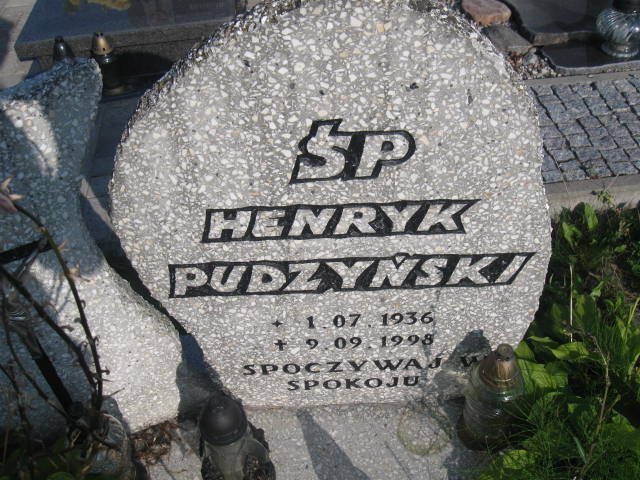 ŚP
HENRYK
PUDZYŃSKI
+ 1.07.1936
+ 9.09.1998
SPOCZYWAJ W
SPOKOJU